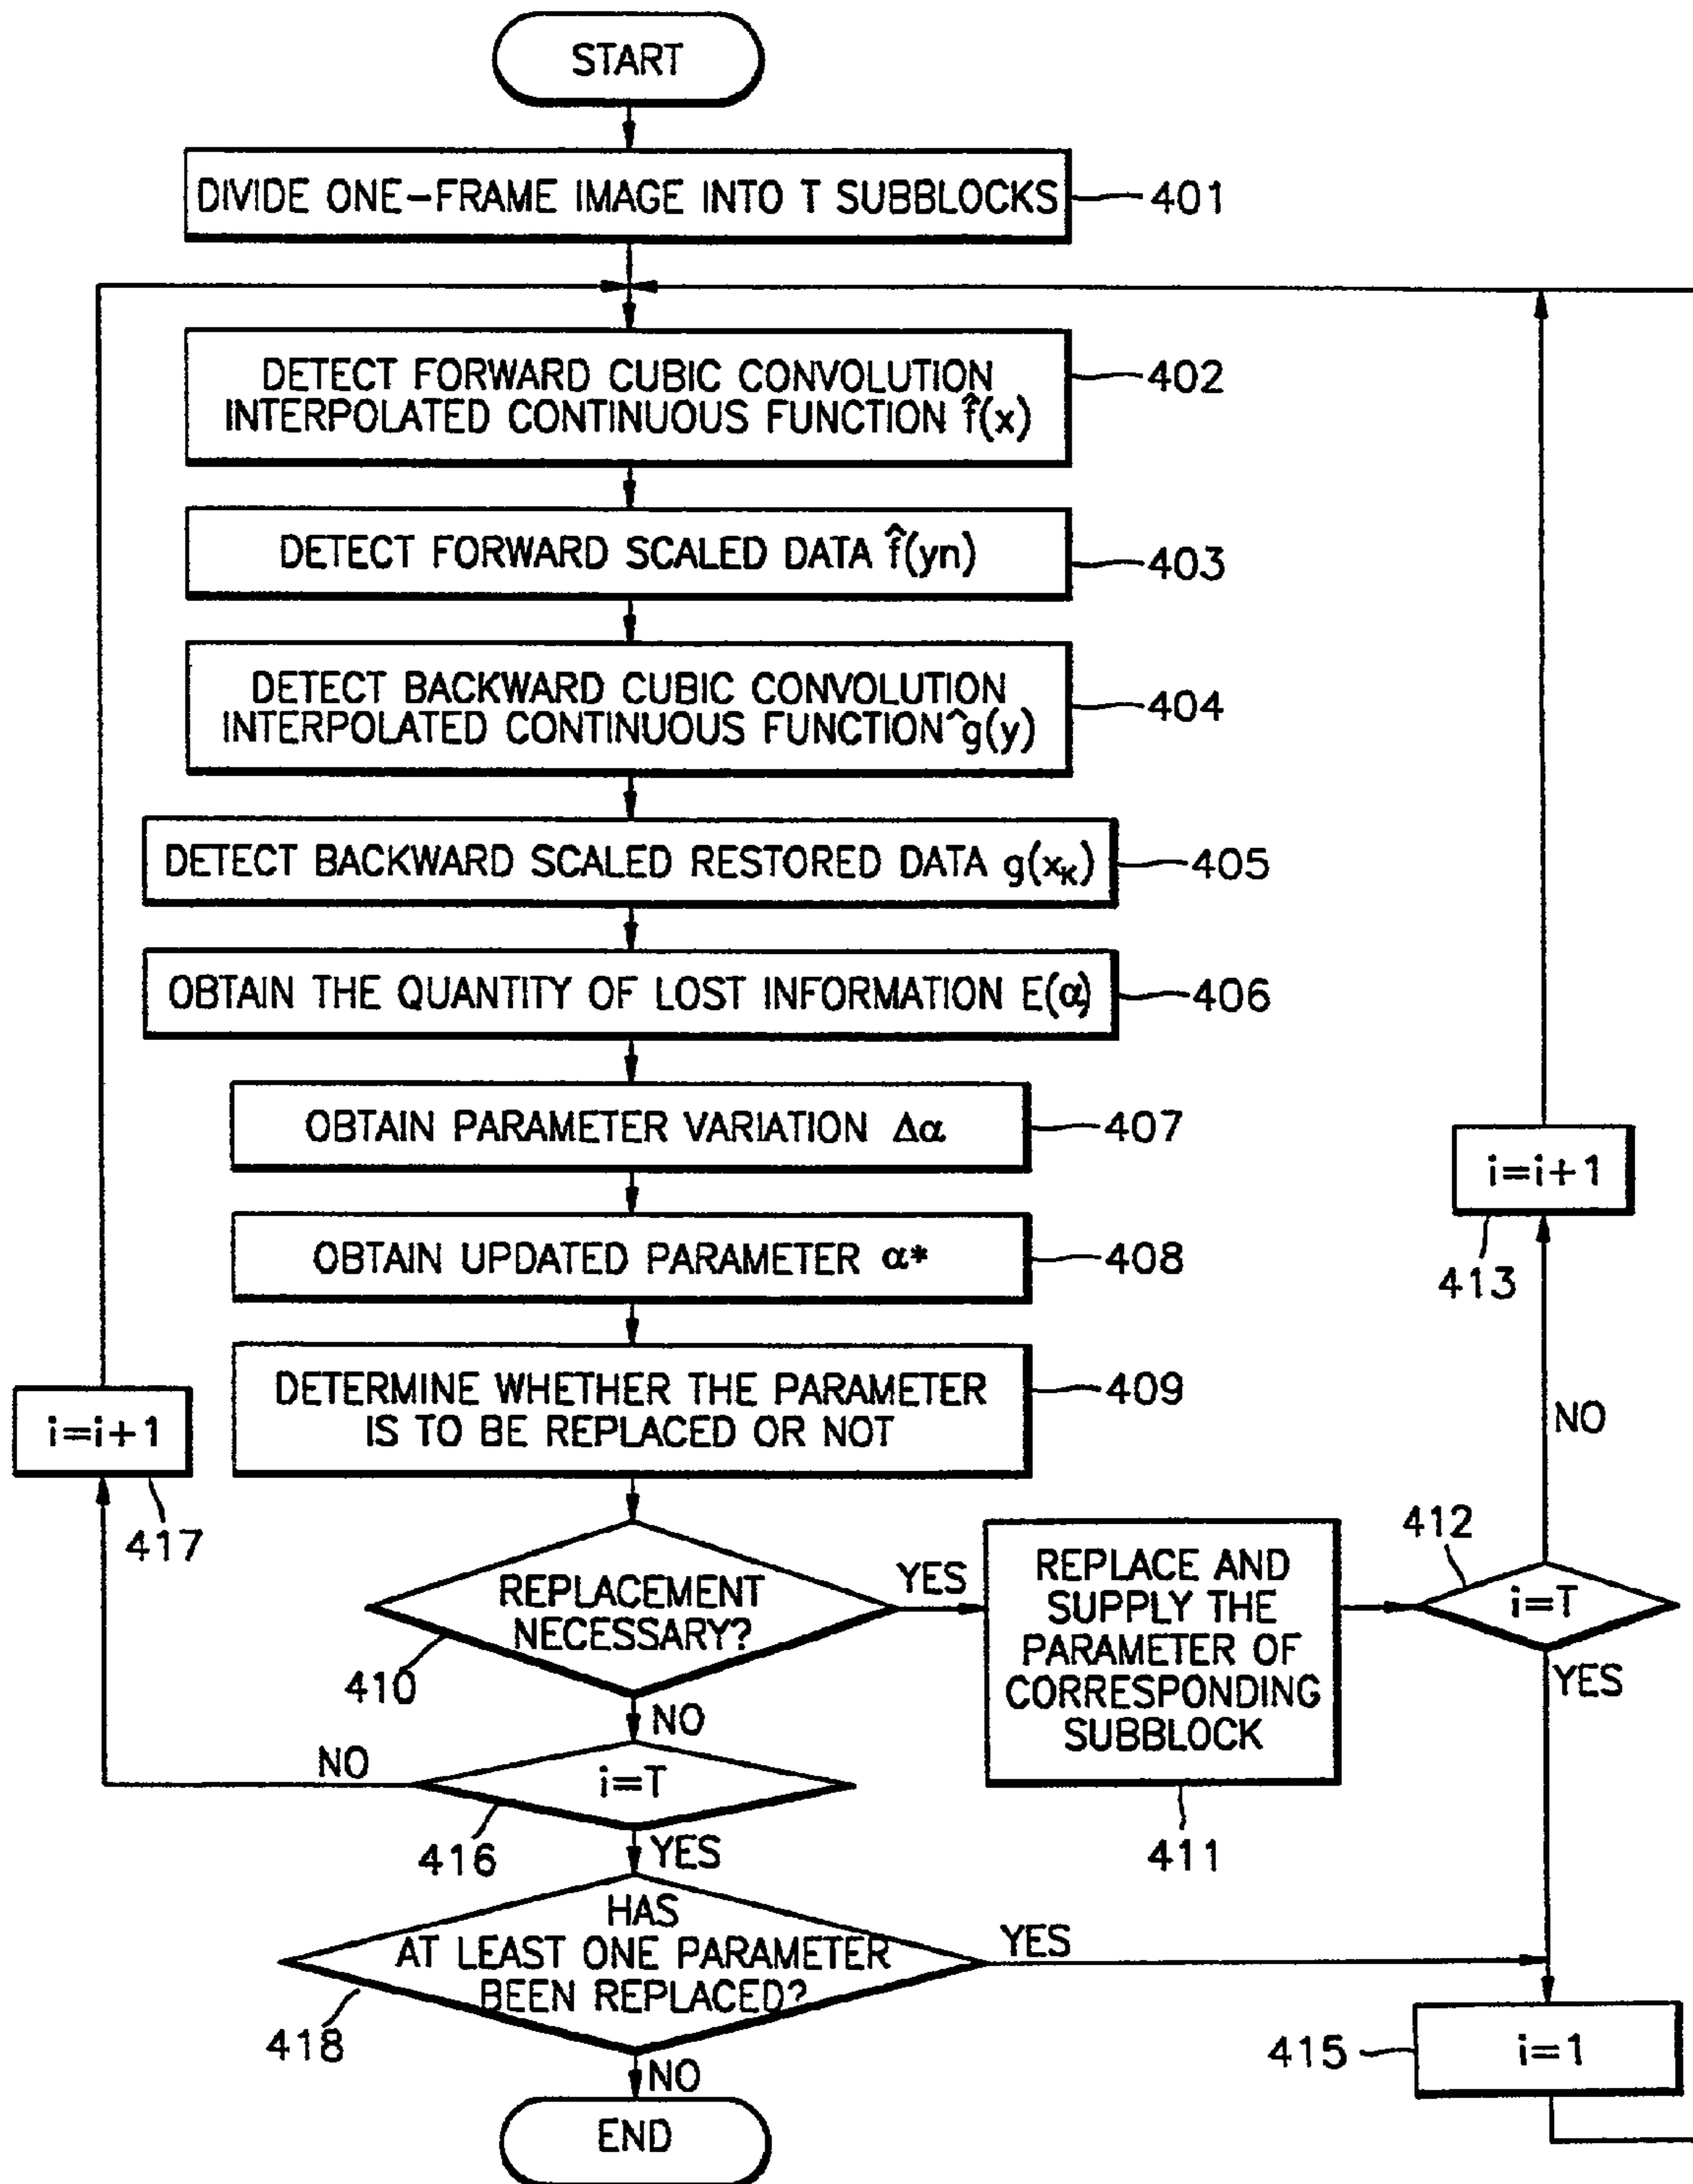 START
DIVIDE ONE-FRAME IMAGE INTO T SUBBLOCKS
401
DETECT FORWARD CUBIC CONVOLUTION
INTERPOLATED CONTINUOUS FUNCTION f̂(x)
402
DETECT FORWARD SCALED DATA f̂(yn)
403
DETECT BACKWARD CUBIC CONVOLUTION
INTERPOLATED CONTINUOUS FUNCTION ^g(y)
404
DETECT BACKWARD SCALED RESTORED DATA g(xₖ)
405
OBTAIN THE QUANTITY OF LOST INFORMATION E(α)
406
OBTAIN PARAMETER VARIATION Δα
407
i=i+1
413
OBTAIN UPDATED PARAMETER α*
408
DETERMINE WHETHER THE PARAMETER
IS TO BE REPLACED OR NOT
409
i=i+1
417
NO
REPLACEMENT
NECESSARY?
410
YES
REPLACE AND
SUPPLY THE
PARAMETER OF
CORRESPONDING
SUBBLOCK
411
412
i=T
YES
NO
NO
i=T
416
YES
HAS
AT LEAST ONE PARAMETER
BEEN REPLACED?
418
YES
415
i=1
NO
END